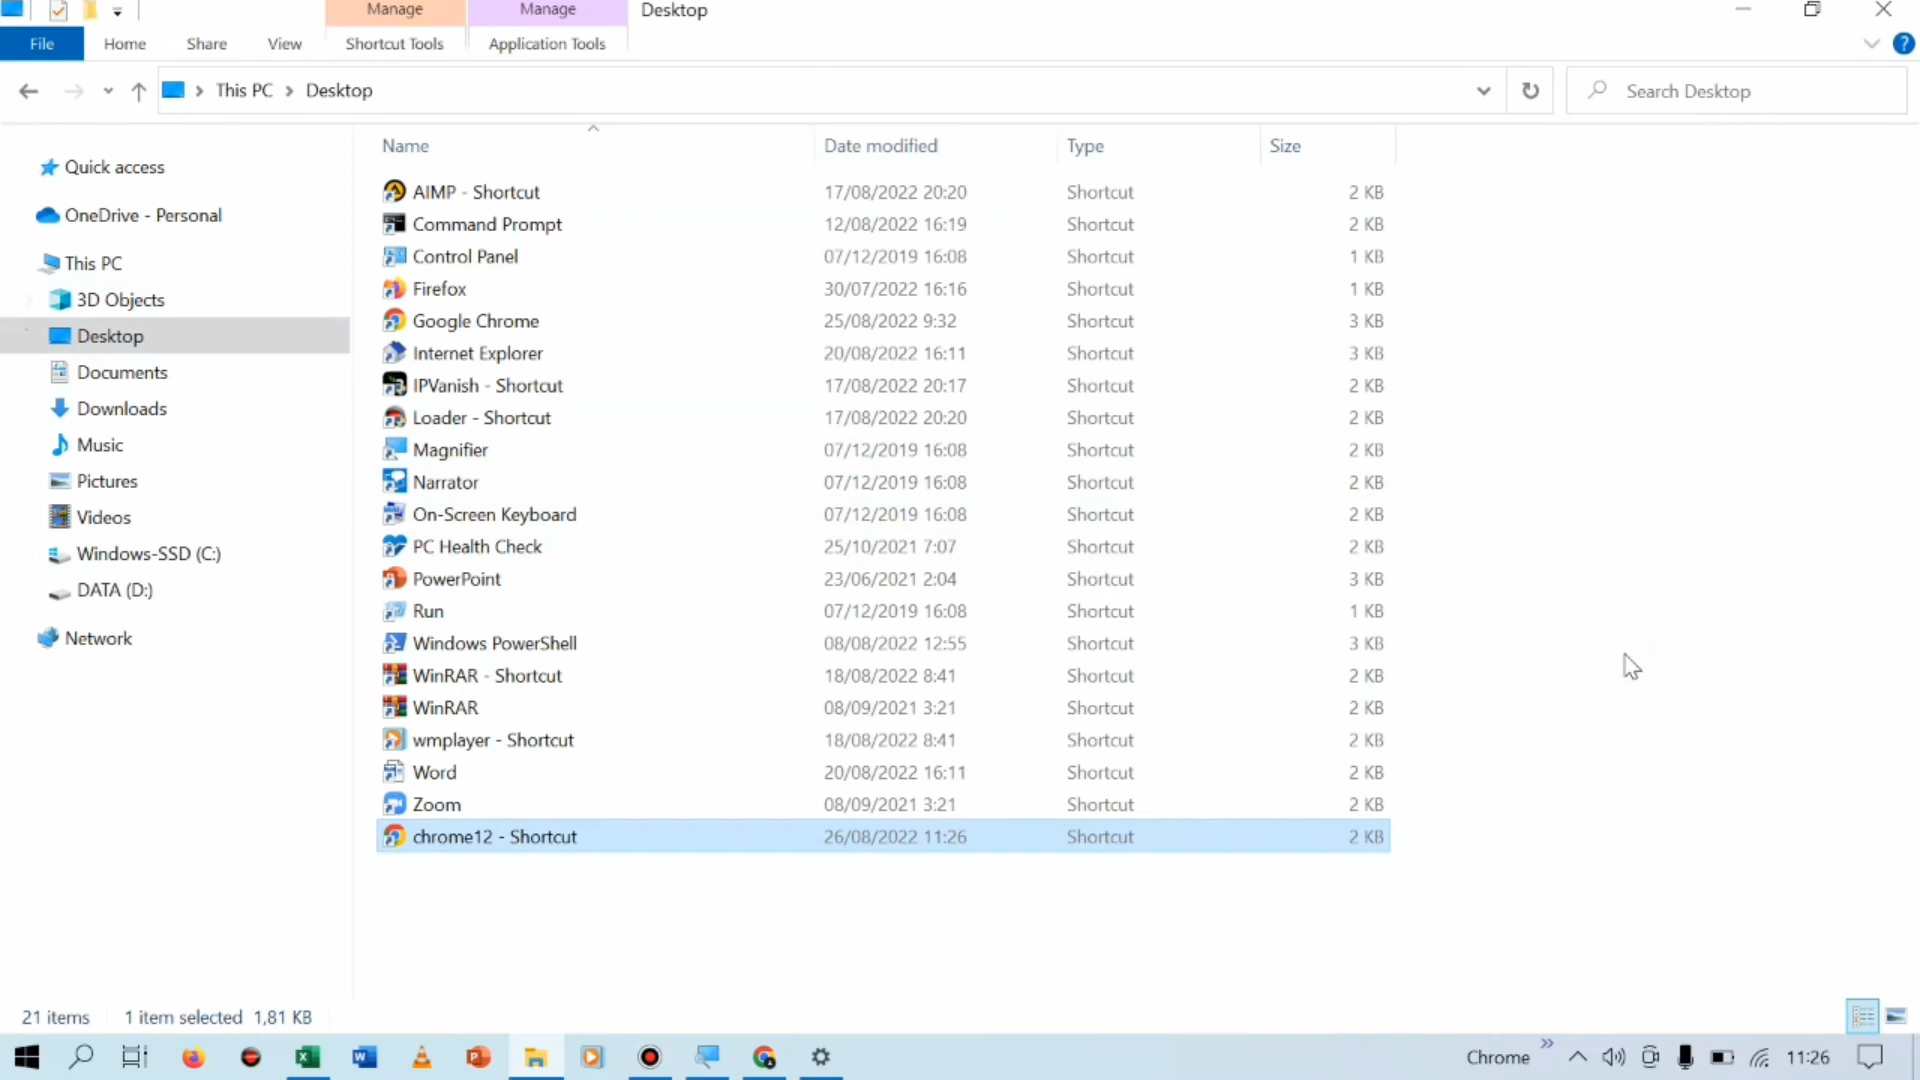 Manage Manage Desktop
File Home Share View Shortcut Tools Application Tools
This PC Desktop Search Desktop
Name Date modified Type Size
Quick access
OneDrive - Personal
This PC
3D Objects
Desktop
Documents
Downloads
Music
Pictures
Videos
Windows-SSD (C:)
DATA (D:)
Network
AIMP - Shortcut 17/08/2022 20:20 Shortcut 2 KB
Command Prompt 12/08/2022 16:19 Shortcut 2 KB
Control Panel 07/12/2019 16:08 Shortcut 1 KB
Firefox 30/07/2022 16:16 Shortcut 1 KB
Google Chrome 25/08/2022 9:32 Shortcut 3 KB
Internet Explorer 20/08/2022 16:11 Shortcut 3 KB
IPVanish - Shortcut 17/08/2022 20:17 Shortcut 2 KB
Loader - Shortcut 17/08/2022 20:20 Shortcut 2 KB
Magnifier 07/12/2019 16:08 Shortcut 2 KB
Narrator 07/12/2019 16:08 Shortcut 2 KB
On-Screen Keyboard 07/12/2019 16:08 Shortcut 2 KB
PC Health Check 25/10/2021 7:07 Shortcut 2 KB
PowerPoint 23/06/2021 2:04 Shortcut 3 KB
Run 07/12/2019 16:08 Shortcut 1 KB
Windows PowerShell 08/08/2022 12:55 Shortcut 3 KB
WinRAR - Shortcut 18/08/2022 8:41 Shortcut 2 KB
WinRAR 08/09/2021 3:21 Shortcut 2 KB
wmplayer - Shortcut 18/08/2022 8:41 Shortcut 2 KB
Word 20/08/2022 16:11 Shortcut 2 KB
Zoom 08/09/2021 3:21 Shortcut 2 KB
chrome12 - Shortcut 26/08/2022 11:26 Shortcut 2 KB
21 items 1 item selected 1,81 KB
Chrome 11:26